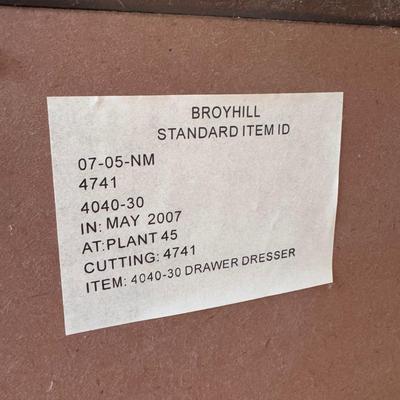 BROYHILL
STANDARD ITEM ID
07-05-NM
4741
4040-30
IN: MAY 2007
AT:PLANT 45
CUTTING: 4741
ITEM: 4040-30 DRAWER DRESSER